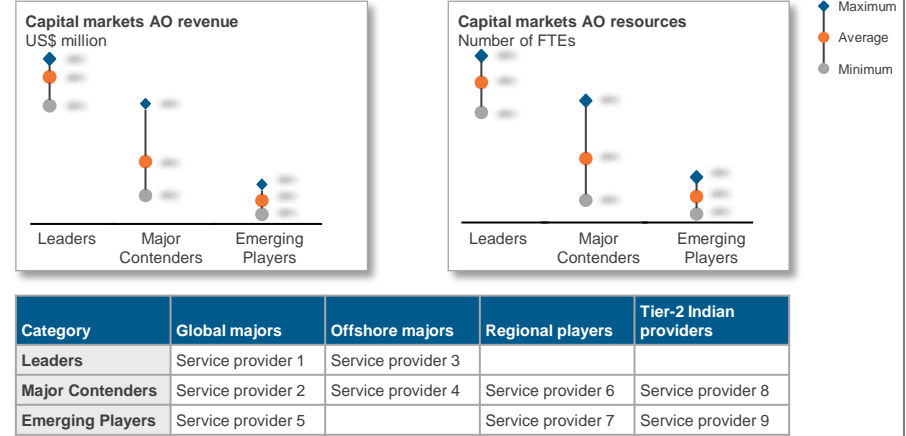 Capital markets AO revenue
US$ million
Leaders
Major
Contenders
Emerging
Players
Capital markets AO resources
Number of FTEs
Leaders
Major
Contenders
Emerging
Players
Maximum
Average
Minimum
Category Global majors Offshore majors Regional players Tier-2 Indian
providers
Leaders Service provider 1 Service provider 3
Major Contenders Service provider 2 Service provider 4 Service provider 6 Service provider 8
Emerging Players Service provider 5 Service provider 7 Service provider 9